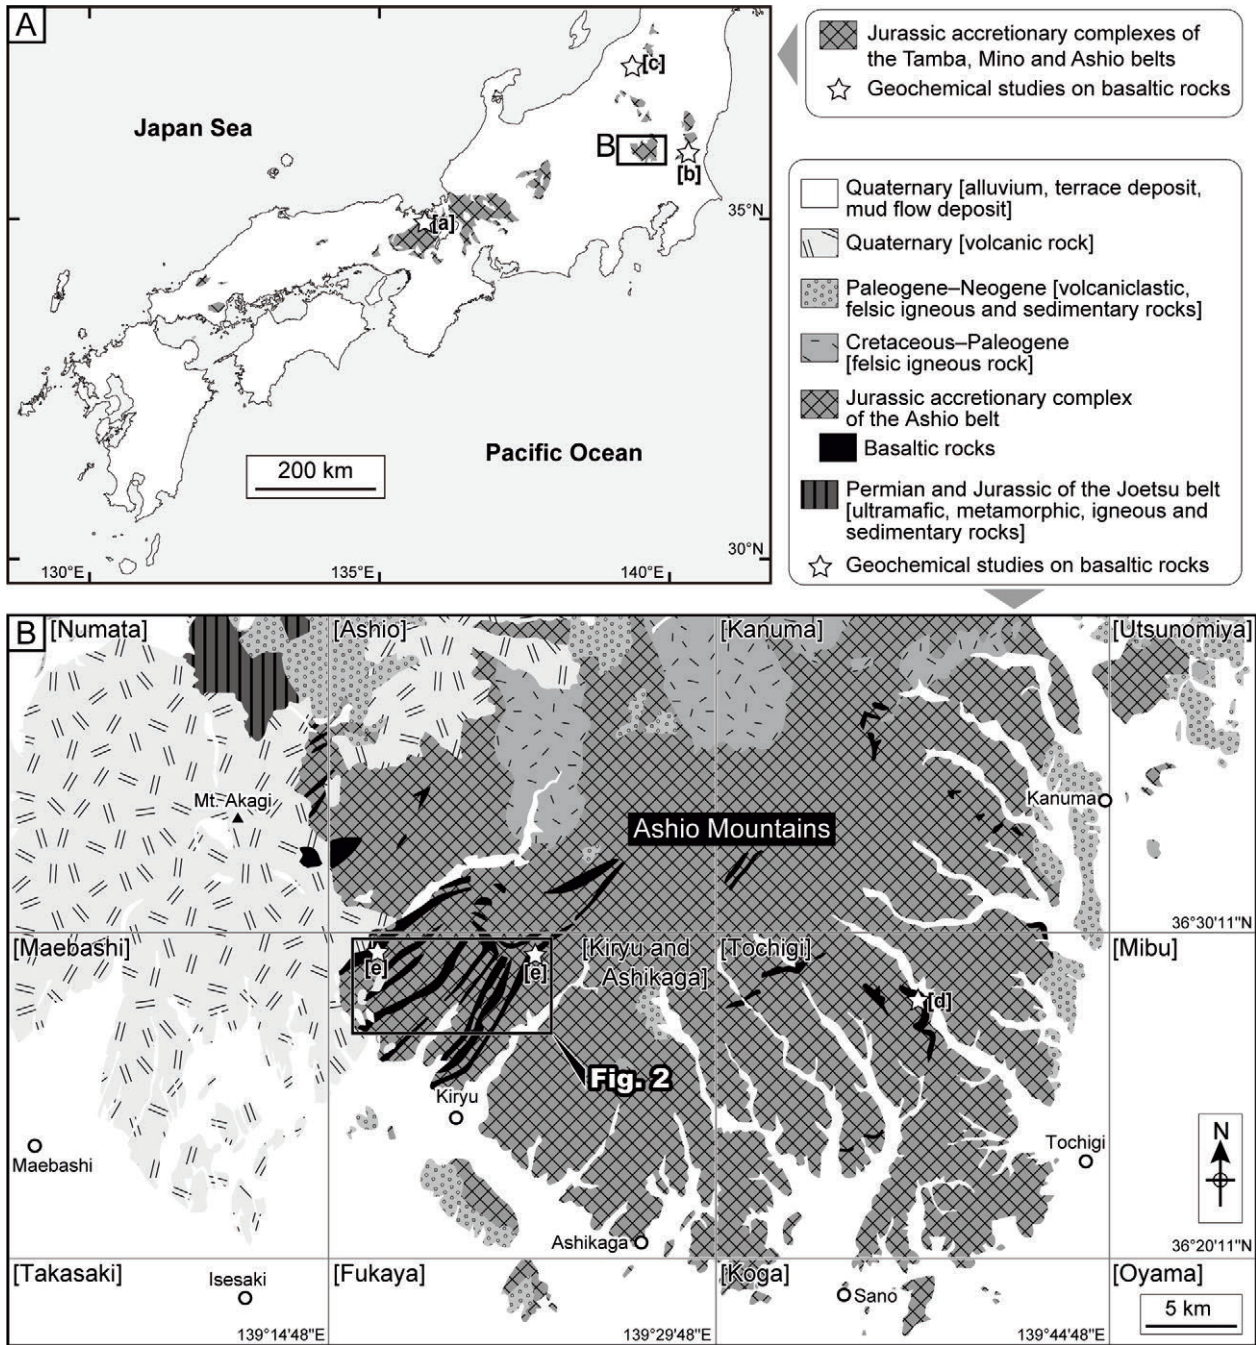 A
Japan Sea
Pacific Ocean
200 km
[a]
[b]
[c]
B
35°N
30°N
130°E
135°E
140°E
Jurassic accretionary complexes of
the Tamba, Mino and Ashio belts
Geochemical studies on basaltic rocks
Quaternary [alluvium, terrace deposit,
mud flow deposit]
Quaternary [volcanic rock]
Paleogene–Neogene [volcaniclastic,
felsic igneous and sedimentary rocks]
Cretaceous–Paleogene
[felsic igneous rock]
Jurassic accretionary complex
of the Ashio belt
Basaltic rocks
Permian and Jurassic of the Joetsu belt
[ultramafic, metamorphic, igneous and
sedimentary rocks]
Geochemical studies on basaltic rocks
B
[Numata]
[Ashio]
[Kanuma]
[Utsunomiya]
Mt. Akagi
Kanuma
Ashio Mountains
36°30'11"N
[Maebashi]
[Kiryu and
Ashikaga]
[Tochigi]
[Mibu]
[e]
[e]
[d]
Fig. 2
Kiryu
Maebashi
Tochigi
N
Ashikaga
36°20'11"N
[Takasaki]
[Fukaya]
[Koga]
[Oyama]
Isesaki
Sano
5 km
139°14'48"E
139°29'48"E
139°44'48"E